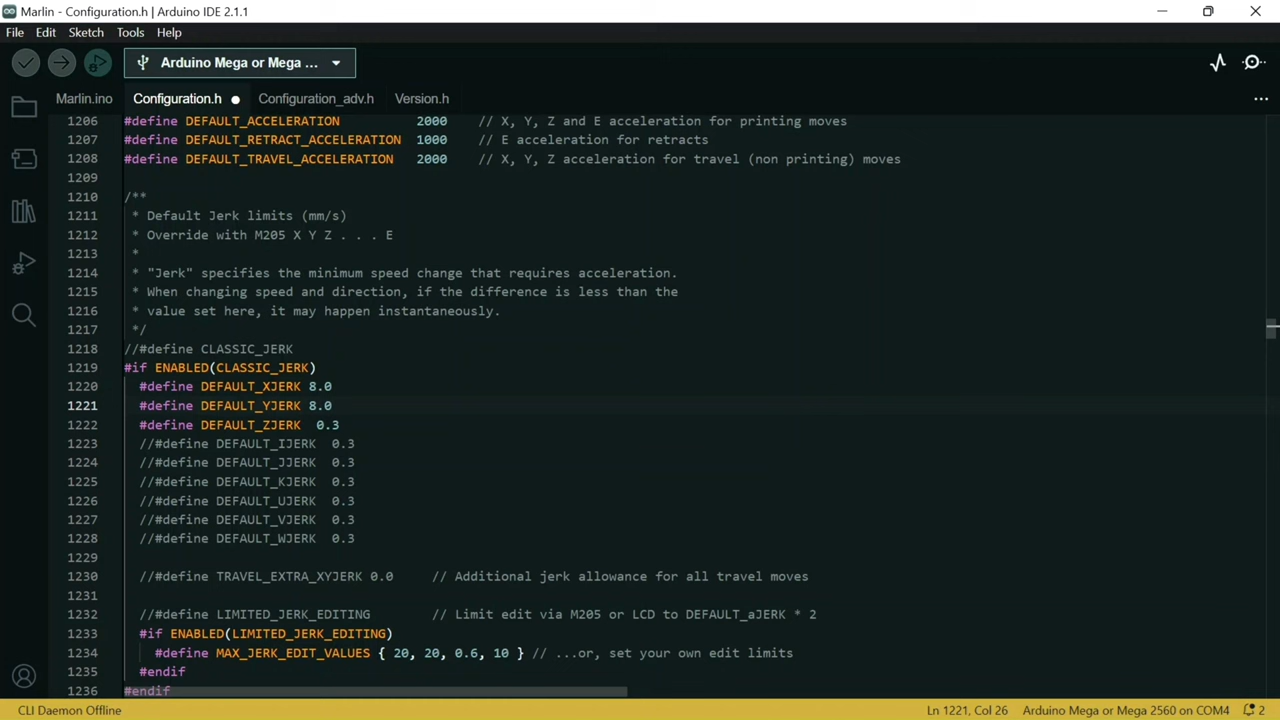 Marlin - Configuration.h | Arduino IDE 2.1.1
File Edit Sketch Tools Help
Arduino Mega or Mega ...
Marlin.ino Configuration.h Configuration_adv.h Version.h
1206 #define DEFAULT_ACCELERATION 2000 // X, Y, Z and E acceleration for printing moves
1207 #define DEFAULT_RETRACT_ACCELERATION 1000 // E acceleration for retracts
1208 #define DEFAULT_TRAVEL_ACCELERATION 2000 // X, Y, Z acceleration for travel (non printing) moves
1209
1210 /**
1211 * Default Jerk limits (mm/s)
1212 * Override with M205 X Y Z . . . E
1213 *
1214 * "Jerk" specifies the minimum speed change that requires acceleration.
1215 * When changing speed and direction, if the difference is less than the
1216 * value set here, it may happen instantaneously.
1217 */
1218 //#define CLASSIC_JERK
1219 #if ENABLED(CLASSIC_JERK)
1220 #define DEFAULT_XJERK 8.0
1221 #define DEFAULT_YJERK 8.0
1222 #define DEFAULT_ZJERK 0.3
1223 //#define DEFAULT_IJERK 0.3
1224 //#define DEFAULT_JJERK 0.3
1225 //#define DEFAULT_KJERK 0.3
1226 //#define DEFAULT_UJERK 0.3
1227 //#define DEFAULT_VJERK 0.3
1228 //#define DEFAULT_WJERK 0.3
1229
1230 //#define TRAVEL_EXTRA_XYJERK 0.0 // Additional jerk allowance for all travel moves
1231
1232 //#define LIMITED_JERK_EDITING // Limit edit via M205 or LCD to DEFAULT_aJERK * 2
1233 #if ENABLED(LIMITED_JERK_EDITING)
1234 #define MAX_JERK_EDIT_VALUES { 20, 20, 0.6, 10 } // ...or, set your own edit limits
1235 #endif
1236 #endif
CLI Daemon Offline Ln 1221, Col 26 Arduino Mega or Mega 2560 on COM4 2